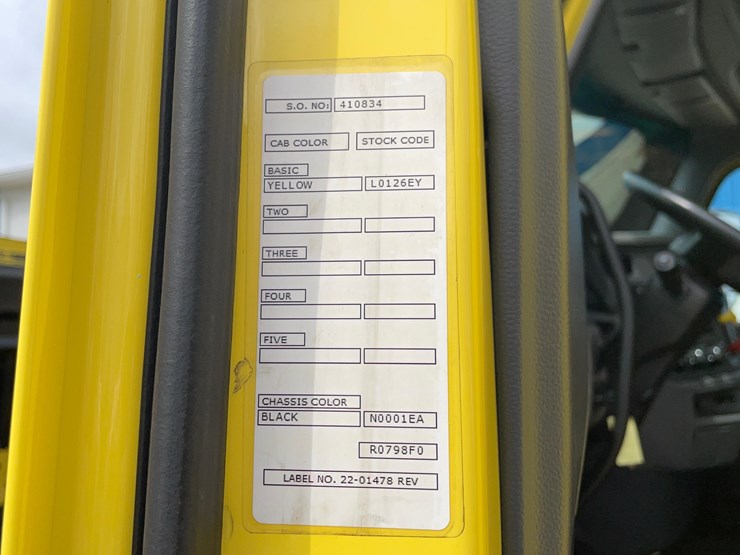 S.O. NO: 410834
CAB COLOR STOCK CODE
BASIC
YELLOW L0126EY
TWO
THREE
FOUR
FIVE
CHASSIS COLOR
BLACK N0001EA
R0798F0
LABEL NO. 22-01478 REV